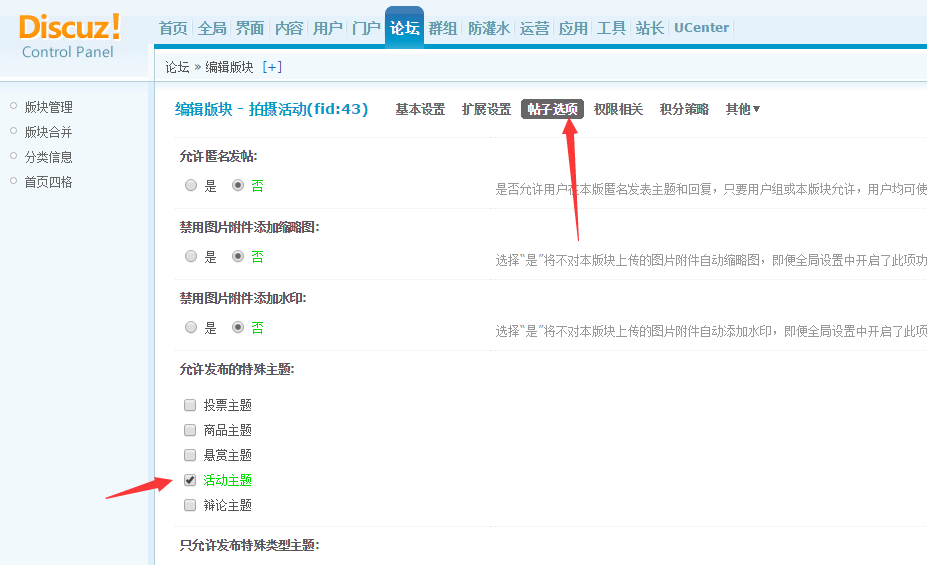 Discuz!
Control Panel
首页 全局 界面 内容 用户 门户 论坛 群组 防灌水 运营 应用 工具 站长 UCenter
论坛 » 编辑版块 [+]
版块管理
版块合并
分类信息
首页四格
编辑版块 - 拍摄活动(fid:43) 基本设置 扩展设置 帖子选项 权限相关 积分策略 其他▼
允许匿名发帖:
是 否
是否允许用户在本版匿名发表主题和回复，只要用户组或本版块允许，用户均可使
禁用图片附件添加缩略图:
是 否
选择“是”将不对本版块上传的图片附件自动缩略图，即便全局设置中开启了此项功
禁用图片附件添加水印:
是 否
选择“是”将不对本版块上传的图片附件自动添加水印，即便全局设置中开启了此项
允许发布的特殊主题:
投票主题
商品主题
悬赏主题
活动主题
辩论主题
只允许发布特殊类型主题: